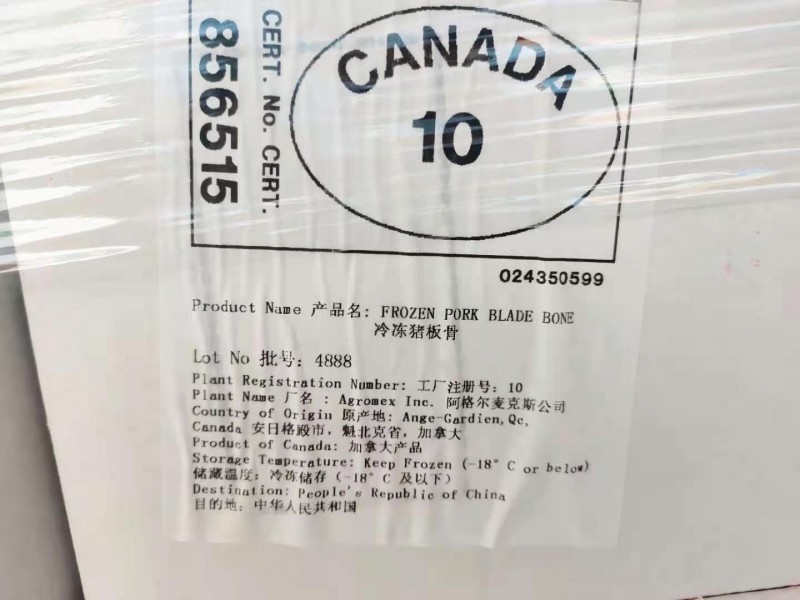 CANADA
10
856515
CERT. No. CERT.
024350599
Product Name 产品名: FROZEN PORK BLADE BONE
冷冻猪板骨
Lot No 批号: 4888
Plant Registration Number: 工厂注册号: 10
Plant Name 厂名 : Agromex Inc. 阿格尔麦克斯公司
Country of Origin 原产地: Ange-Gardien, Qc,
Canada 安日格殿市, 魁北克省, 加拿大
Product of Canada: 加拿大产品
Storage Temperature: Keep Frozen (-18° C or below)
储藏温度: 冷冻储存 (-18° C 及以下)
Destination: People's Republic of China
目的地: 中华人民共和国